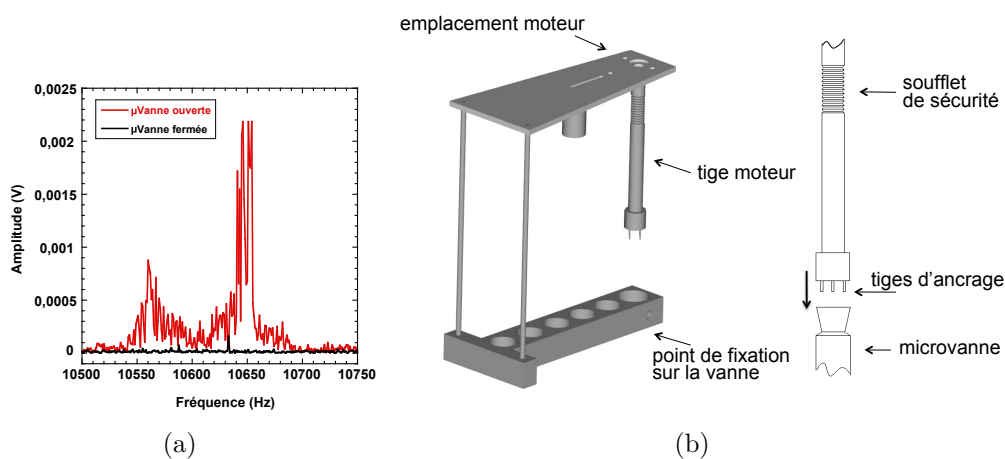 0,0025
0,002
0,0015
0,001
0,0005
0
Amplitude (V)
µVanne ouverte
µVanne fermée
10500 10550 10600 10650 10700 10750
Fréquence (Hz)
(a)
emplacement moteur
tige moteur
point de fixation
sur la vanne
soufflet
de sécurité
tiges d’ancrage
microvanne
(b)